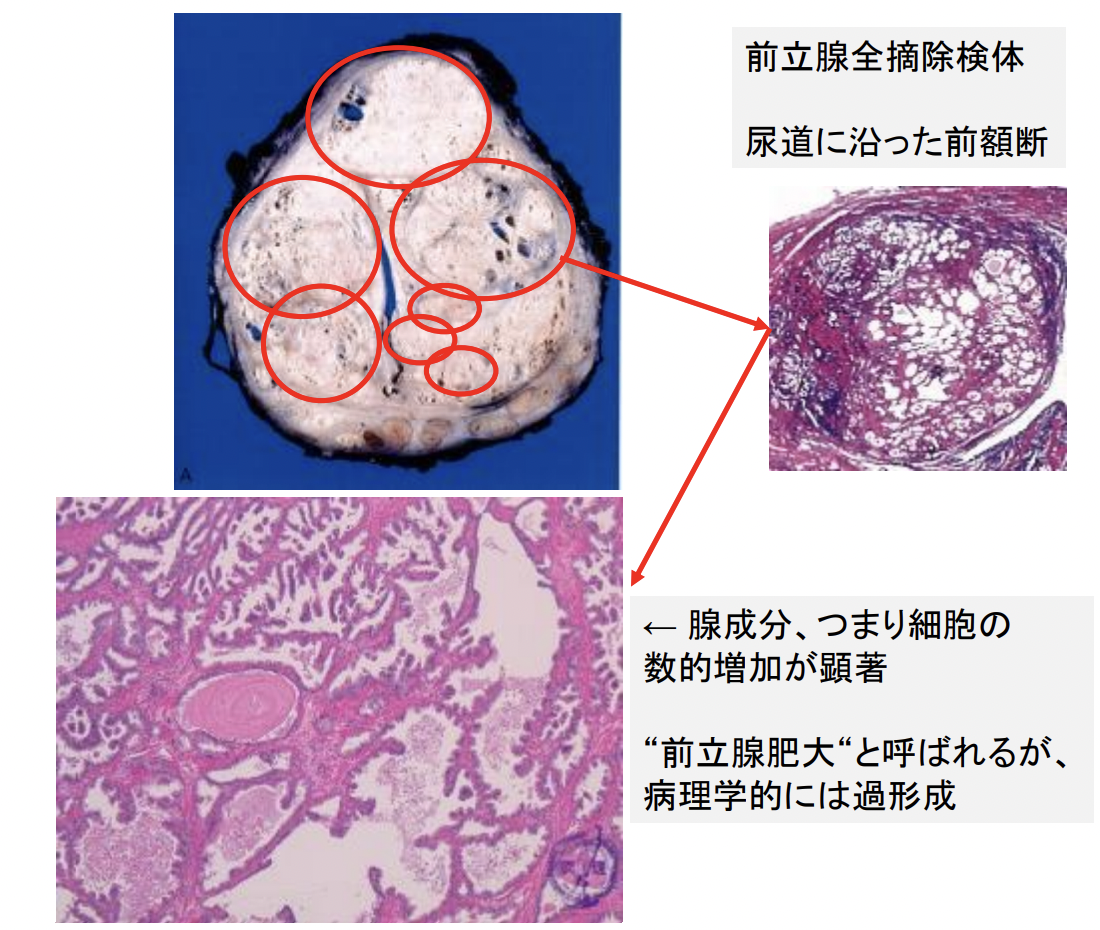 前立腺全摘除検体
尿道に沿った前額断
A
← 腺成分、つまり細胞の
数的増加が顕著
“前立腺肥大“と呼ばれるが、
病理学的には過形成